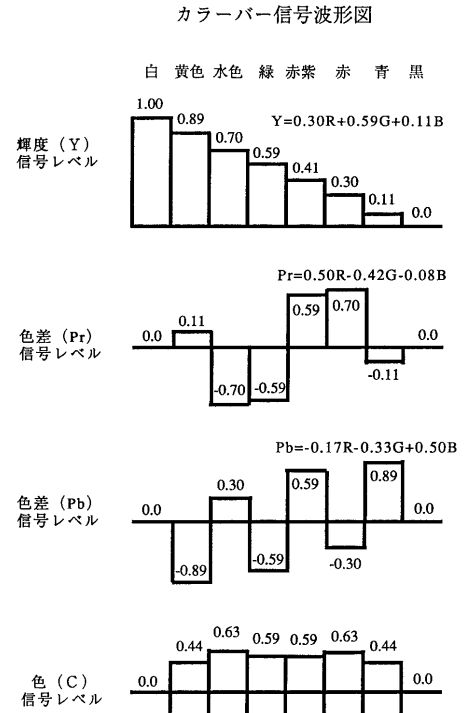 カラーバー信号波形図
白 黄色 水色 緑 赤紫 赤 青 黒
1.00
0.89
0.70
0.59
0.41
0.30
0.11
0.0
Y=0.30R+0.59G+0.11B
輝度（Y）
信号レベル
Pr=0.50R-0.42G-0.08B
0.0
0.11
-0.70
-0.59
0.59
0.70
-0.11
0.0
色差（Pr）
信号レベル
Pb=-0.17R-0.33G+0.50B
0.0
-0.89
0.30
-0.59
0.59
-0.30
0.89
0.0
色差（Pb）
信号レベル
0.0
0.44
0.63
0.59
0.59
0.63
0.44
0.0
色（C）
信号レベル